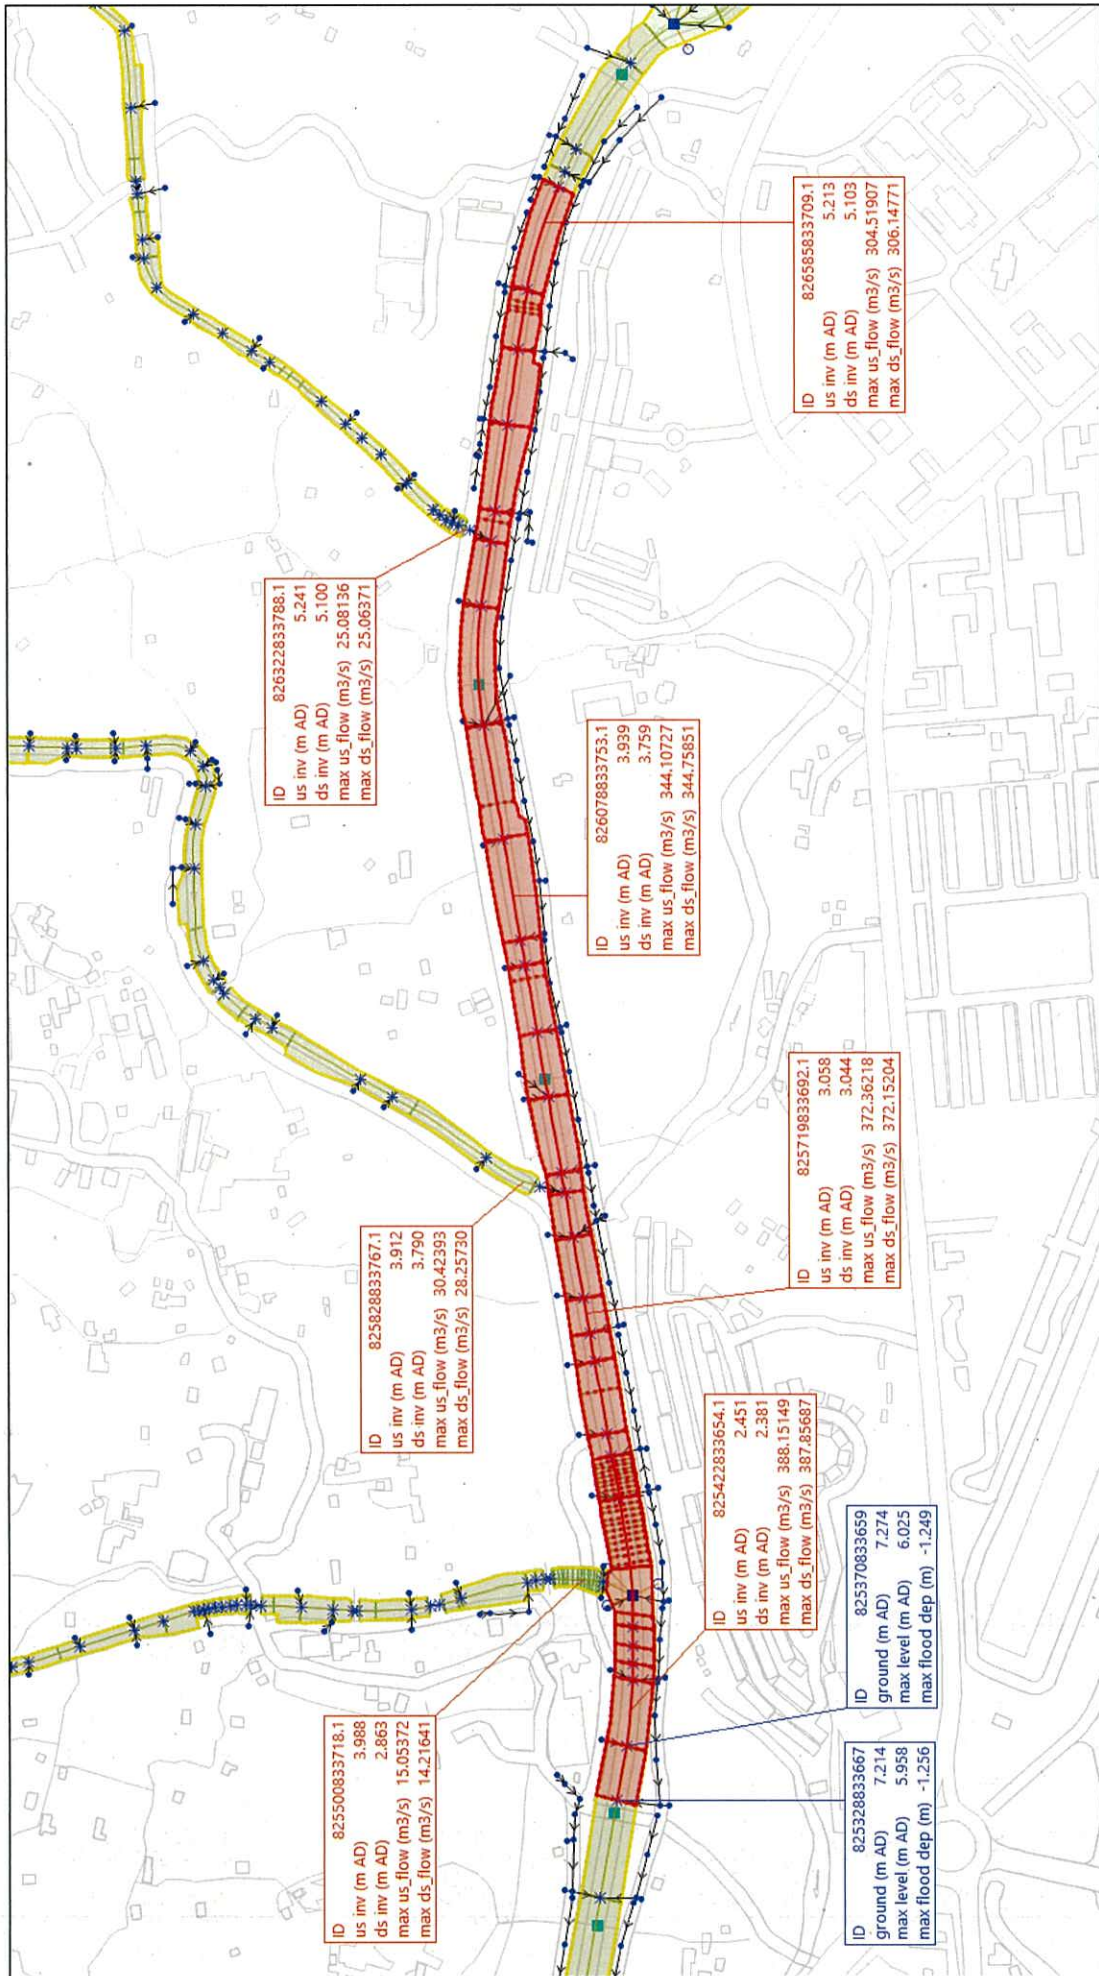 ID 825500833718.1
us inv (m AD) 3.988
ds inv (m AD) 2.863
max us_flow (m3/s) 15.05372
max ds_flow (m3/s) 14.21641
ID 825828833767.1
us inv (m AD) 3.912
ds inv (m AD) 3.790
max us_flow (m3/s) 30.42393
max ds_flow (m3/s) 28.25730
ID 826322833788.1
us inv (m AD) 5.241
ds inv (m AD) 5.100
max us_flow (m3/s) 25.08136
max ds_flow (m3/s) 25.06371
ID 825328833667
ground (m AD) 7.214
max level (m AD) 5.958
max flood dep (m) -1.256
ID 825370833659
ground (m AD) 7.274
max level (m AD) 6.025
max flood dep (m) -1.249
ID 825422833654.1
us inv (m AD) 2.451
ds inv (m AD) 2.381
max us_flow (m3/s) 388.15149
max ds_flow (m3/s) 387.85687
ID 825719833692.1
us inv (m AD) 3.058
ds inv (m AD) 3.044
max us_flow (m3/s) 372.36218
max ds_flow (m3/s) 372.15204
ID 826078833753.1
us inv (m AD) 3.939
ds inv (m AD) 3.759
max us_flow (m3/s) 344.10727
max ds_flow (m3/s) 344.75851
ID 826585833709.1
us inv (m AD) 5.213
ds inv (m AD) 5.103
max us_flow (m3/s) 304.51907
max ds_flow (m3/s) 306.14771